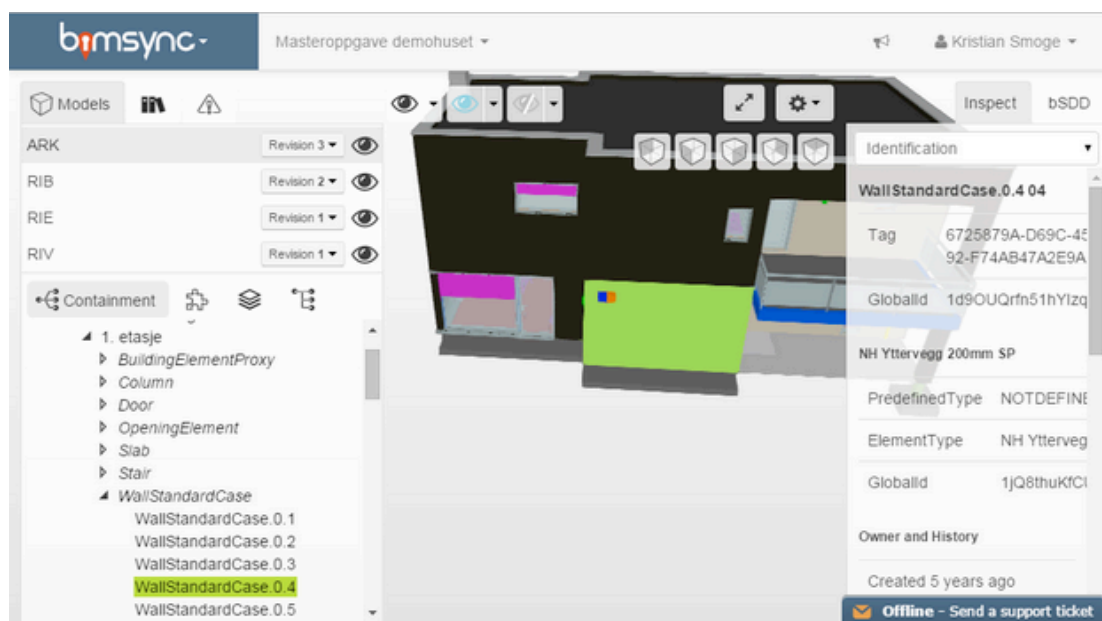 bimsync
Masteroppgave demohuset
Kristian Smoge
Models
Inspect
bSDD
ARK
Revision 3
RIB
Revision 2
RIE
Revision 1
RIV
Revision 1
Identification
WallStandardCase.0.4 04
Tag
6725879A-D69C-45
92-F74AB47A2E9A
GlobalId
1d9OUQrfn51hYIzq
NH Yttervegg 200mm SP
PredefinedType
NOTDEFINE
ElementType
NH Ytterveg
GlobalId
1jQ8thuKfC
Owner and History
Created 5 years ago
Containment
1. etasje
BuildingElementProxy
Column
Door
OpeningElement
Slab
Stair
WallStandardCase
WallStandardCase.0.1
WallStandardCase.0.2
WallStandardCase.0.3
WallStandardCase.0.4
WallStandardCase.0.5
Offline – Send a support ticket